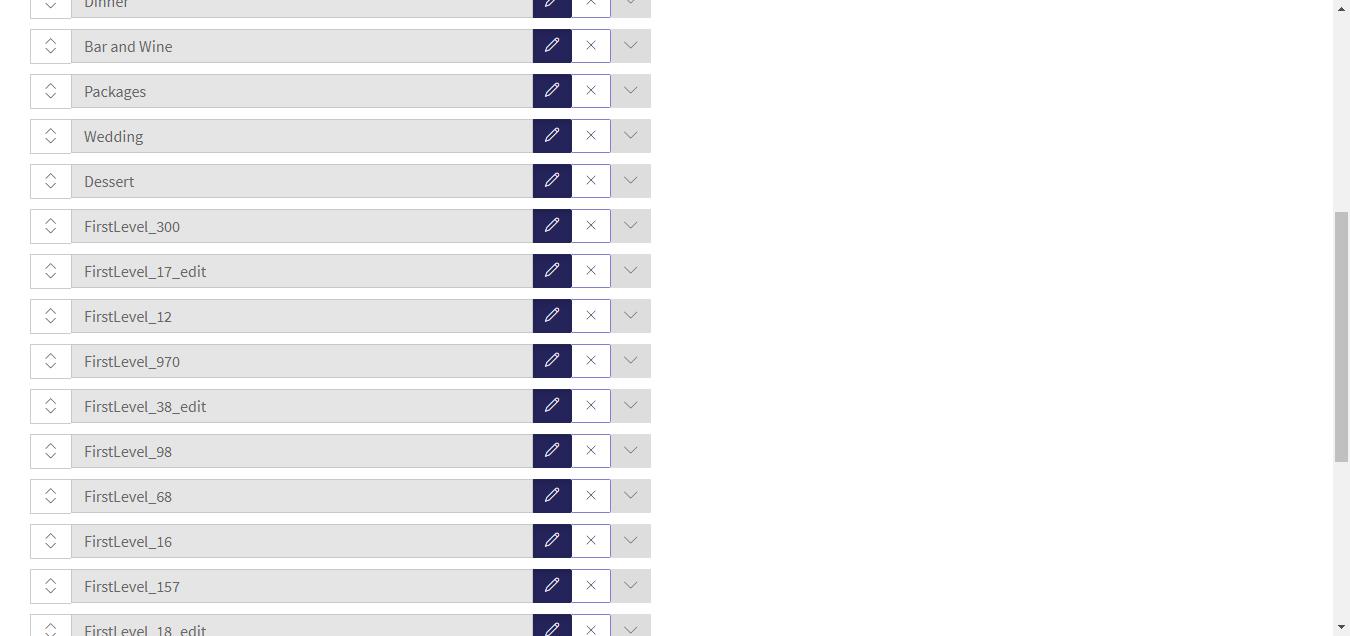 Dinner
Bar and Wine
Packages
Wedding
Dessert
FirstLevel_300
FirstLevel_17_edit
FirstLevel_12
FirstLevel_970
FirstLevel_38_edit
FirstLevel_98
FirstLevel_68
FirstLevel_16
FirstLevel_157
FirstLevel_18_edit